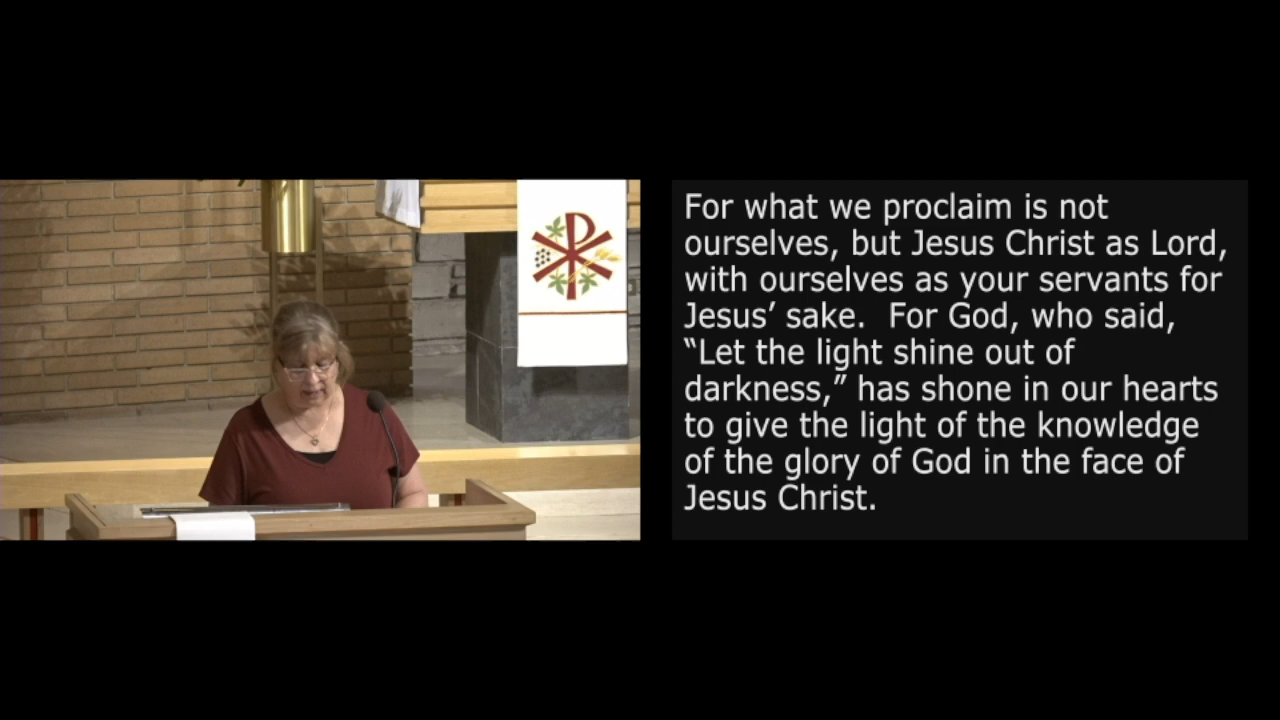 For what we proclaim is not
ourselves, but Jesus Christ as Lord,
with ourselves as your servants for
Jesus’ sake.  For God, who said,
“Let the light shine out of
darkness,” has shone in our hearts
to give the light of the knowledge
of the glory of God in the face of
Jesus Christ.